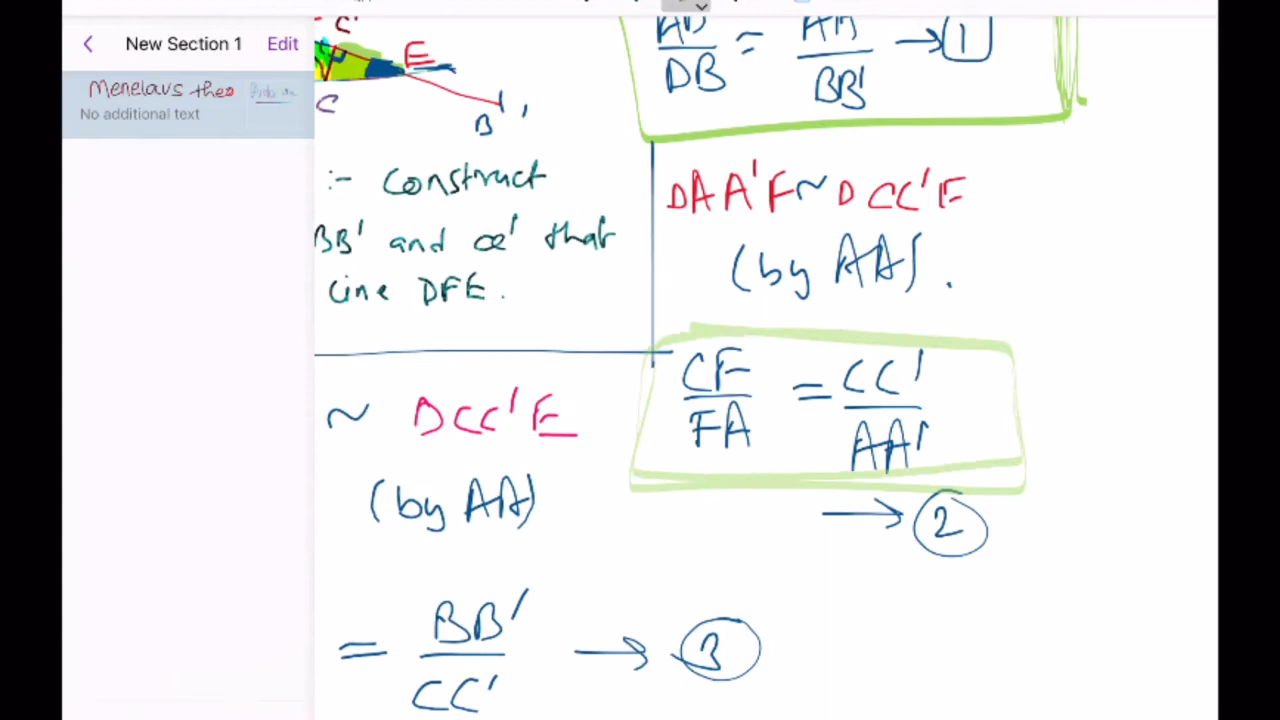 New Section 1 Edit
Menelaus theo
No additional text
C'
E
C
B'
:- Construct
BB' and CC' that
line DFE.
~ ΔCC'E
(by AA)
= BB' / CC' → 3
AD / DB = AA' / BB' → 1
ΔAA'F ~ ΔCC'F
(by AA).
CF / FA = CC' / AA'
→ 2